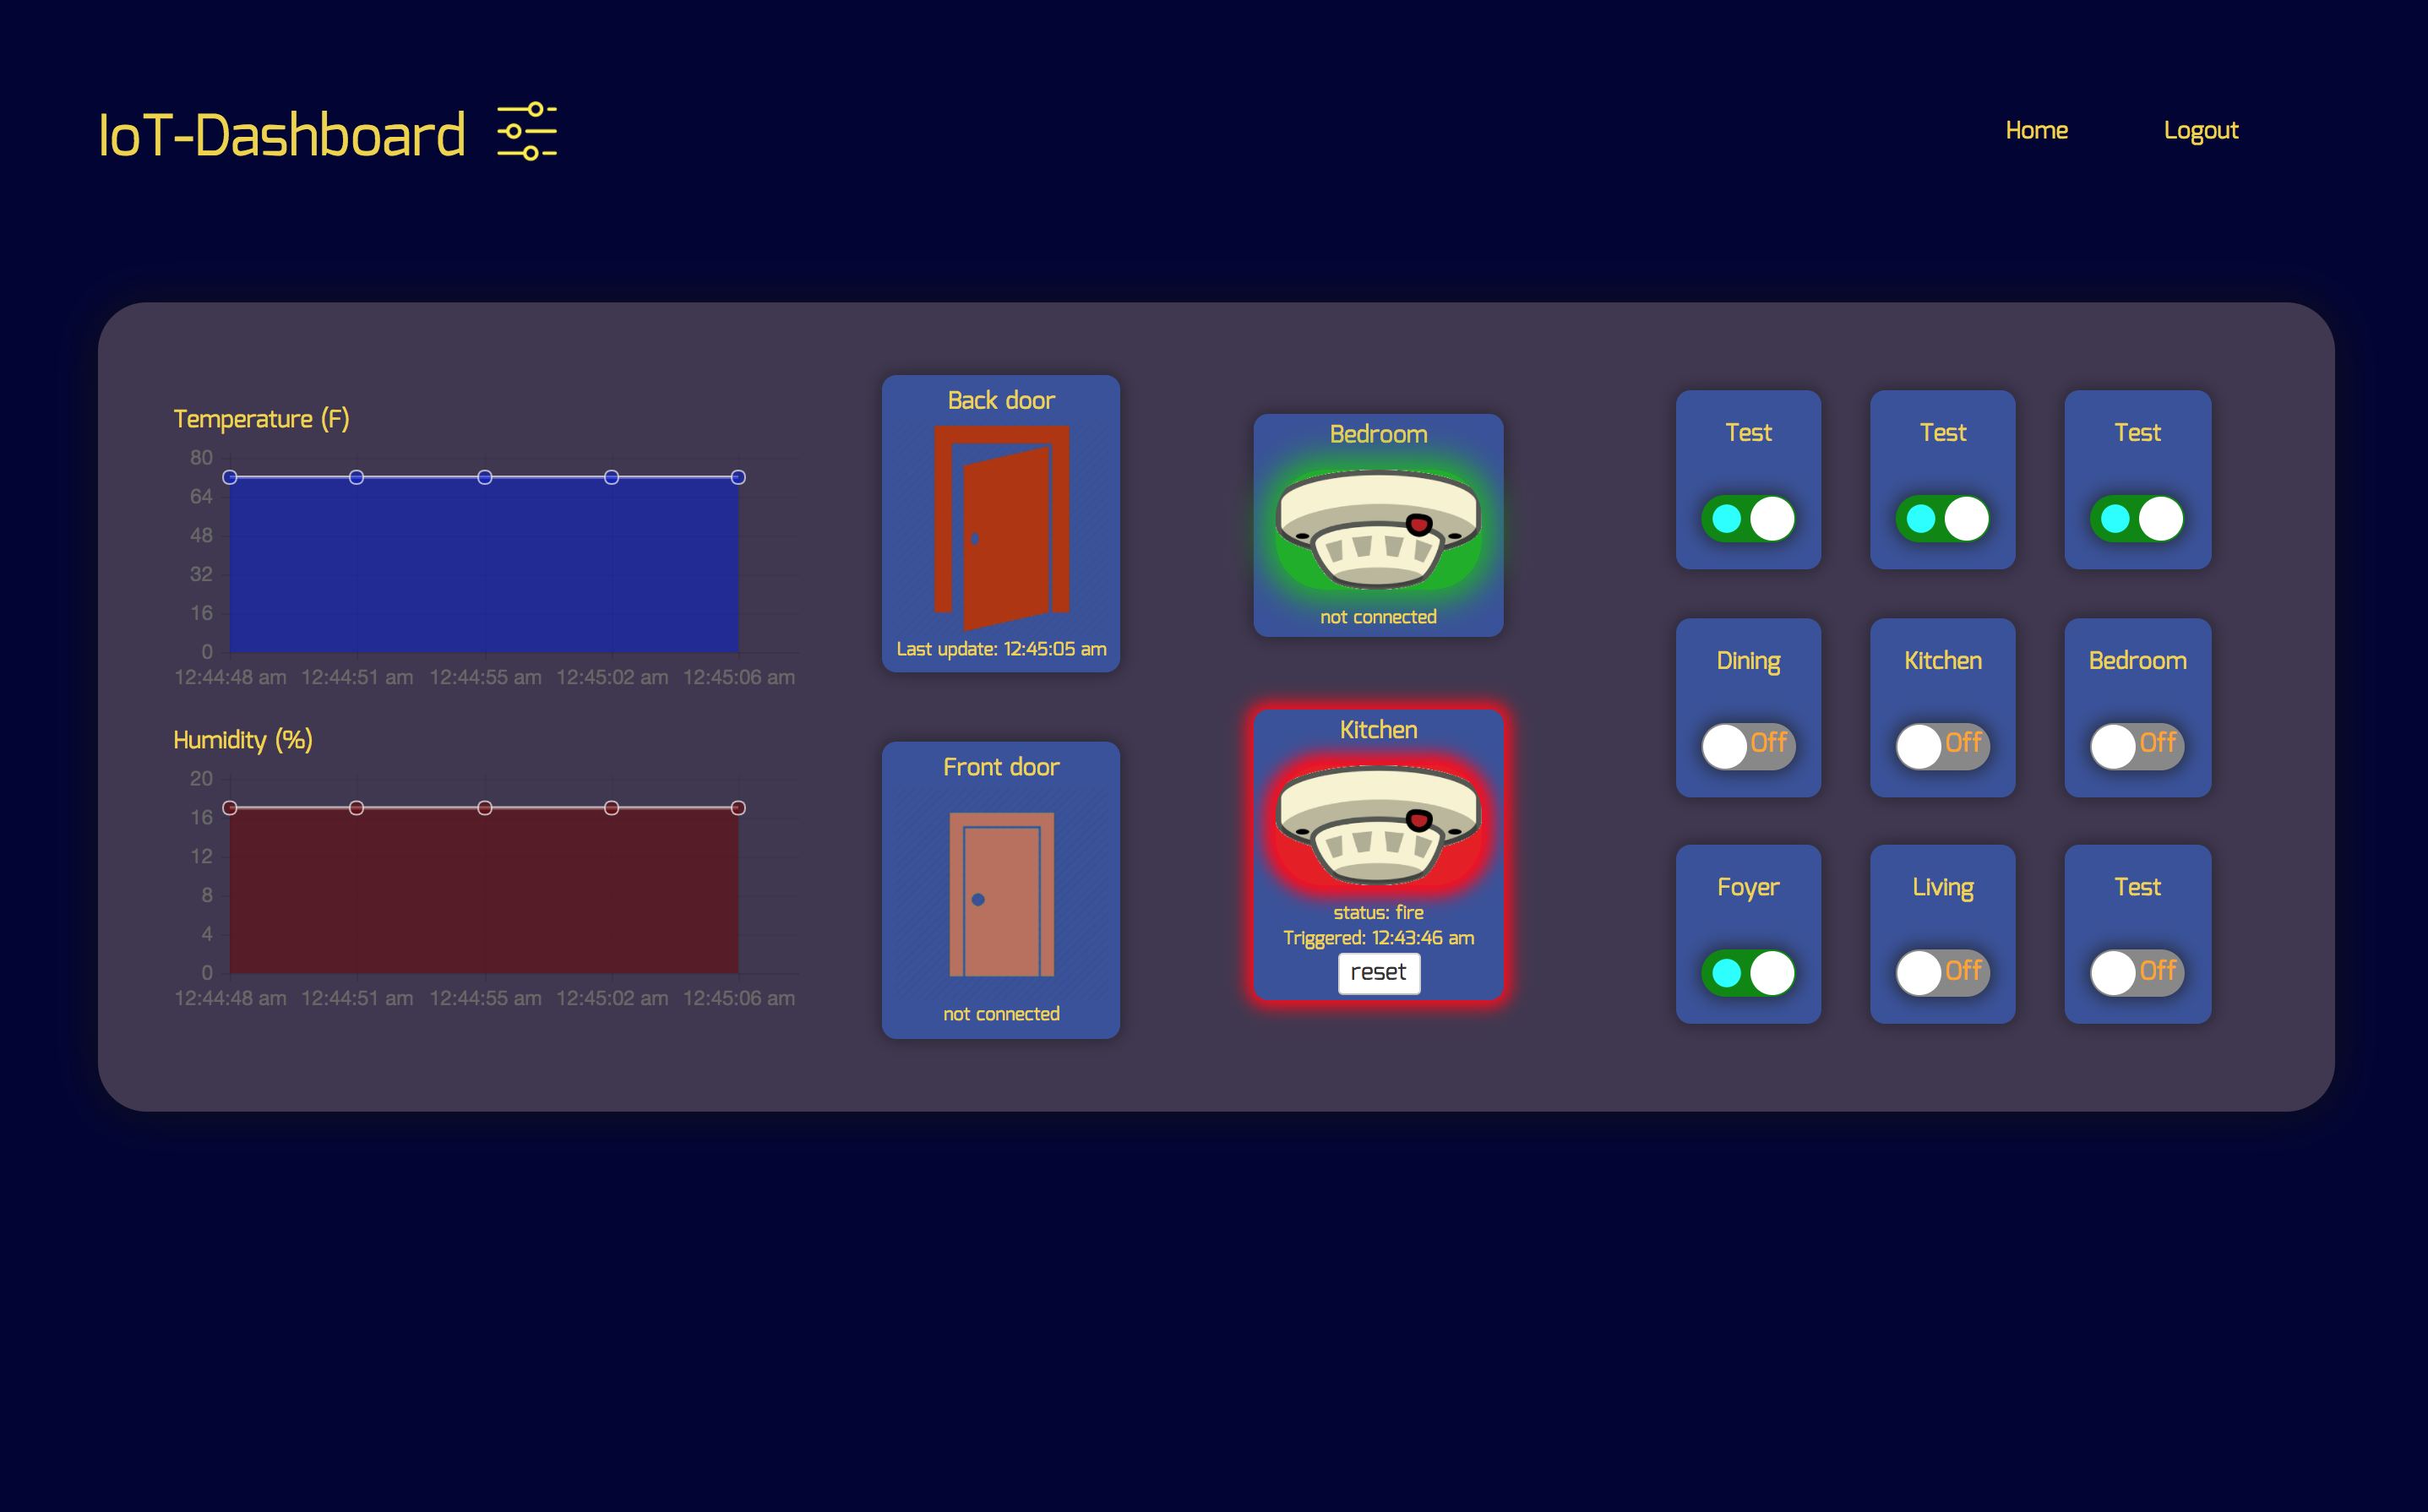 IoT-Dashboard
Home Logout
Temperature (F)
80
64
48
32
16
0
12:44:48 am 12:44:51 am 12:44:55 am 12:45:02 am 12:45:06 am
Humidity (%)
20
16
12
8
4
0
12:44:48 am 12:44:51 am 12:44:55 am 12:45:02 am 12:45:06 am
Back door
Last update: 12:45:05 am
Front door
not connected
Bedroom
not connected
Kitchen
status: fire
Triggered: 12:43:46 am
reset
Test Test Test
Dining Kitchen Bedroom
Off Off Off
Foyer Living Test
Off Off